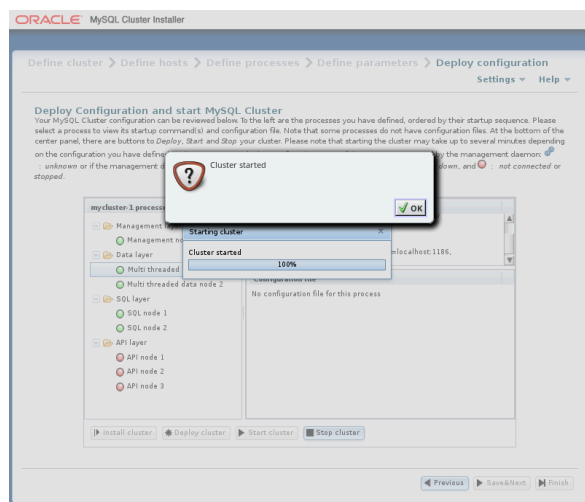 ORACLE MySQL Cluster Installer
Define cluster > Define hosts > Define processes > Define parameters > Deploy configuration
Settings Help
Deploy Configuration and start MySQL Cluster
Your MySQL Cluster configuration can be reviewed below. To the left are the processes you have defined, ordered by their startup sequence. Please
select a process to view its startup command(s) and configuration file. Note that some processes do not have configuration files. At the bottom of the
center panel, there are buttons to Deploy, Start and Stop your cluster. Please note that starting the cluster may take up to several minutes depending
on the configuration you have define by the management daemon:
: unknown or if the management d down, and : not connected or
stopped.
Cluster started
OK
mycluster-1 process
Management
Management no
Data layer
Multi threaded
Multi threaded data node 2
SQL layer
SQL node 1
SQL node 2
API layer
API node 1
API node 2
API node 3
Starting cluster x
Cluster started
100%
localhost:1186,
No configuration file for this process
Install cluster Deploy cluster Start cluster Stop cluster
Previous Save&Next Finish